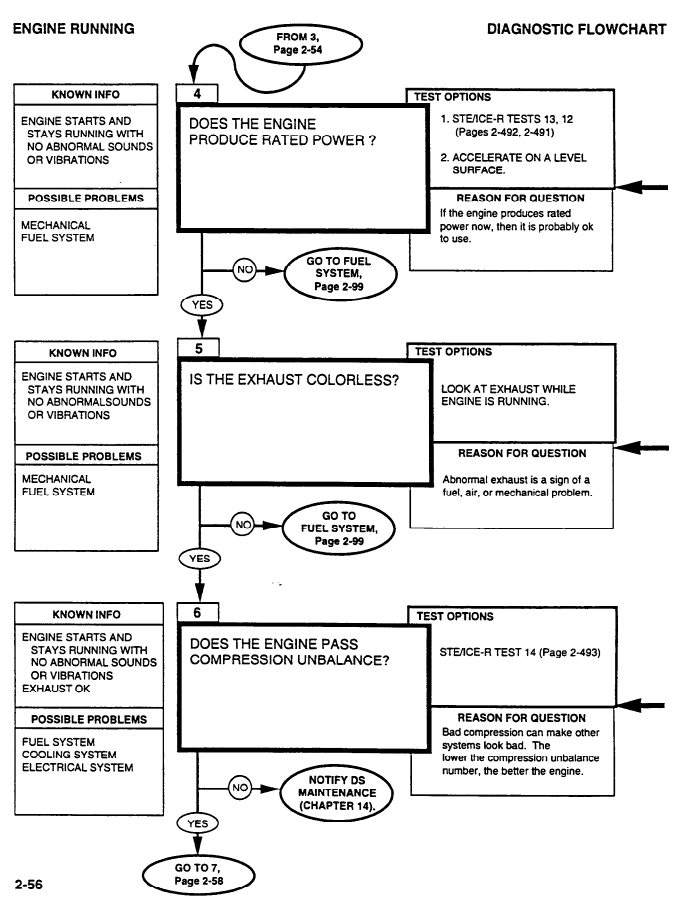 ENGINE RUNNING
DIAGNOSTIC FLOWCHART
FROM 3,
Page 2-54
KNOWN INFO
ENGINE STARTS AND
STAYS RUNNING WITH
NO ABNORMAL SOUNDS
OR VIBRATIONS
POSSIBLE PROBLEMS
MECHANICAL
FUEL SYSTEM
4
DOES THE ENGINE
PRODUCE RATED POWER ?
TEST OPTIONS
1. STE/ICE-R TESTS 13, 12
(Pages 2-492, 2-491)
2. ACCELERATE ON A LEVEL
SURFACE.
REASON FOR QUESTION
If the engine produces rated
power now, then it is probably ok
to use.
NO
GO TO FUEL
SYSTEM,
Page 2-99
YES
KNOWN INFO
ENGINE STARTS AND
STAYS RUNNING WITH
NO ABNORMALSOUNDS
OR VIBRATIONS
POSSIBLE PROBLEMS
MECHANICAL
FUEL SYSTEM
5
IS THE EXHAUST COLORLESS?
TEST OPTIONS
LOOK AT EXHAUST WHILE
ENGINE IS RUNNING.
REASON FOR QUESTION
Abnormal exhaust is a sign of a
fuel, air, or mechanical problem.
NO
GO TO
FUEL SYSTEM,
Page 2-99
YES
KNOWN INFO
ENGINE STARTS AND
STAYS RUNNING WITH
NO ABNORMAL SOUNDS
OR VIBRATIONS
EXHAUST OK
POSSIBLE PROBLEMS
FUEL SYSTEM
COOLING SYSTEM
ELECTRICAL SYSTEM
6
DOES THE ENGINE PASS
COMPRESSION UNBALANCE?
TEST OPTIONS
STE/ICE-R TEST 14 (Page 2-493)
REASON FOR QUESTION
Bad compression can make other
systems look bad. The
lower the compression unbalance
number, the better the engine.
NO
NOTIFY DS
MAINTENANCE
(CHAPTER 14).
YES
GO TO 7,
Page 2-58
2-56